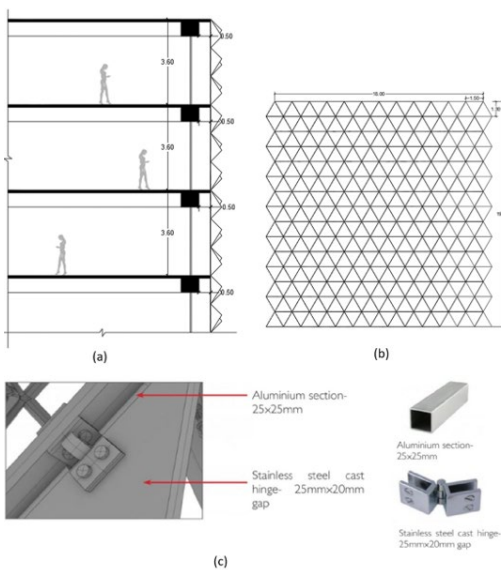 0.50
3.60
0.50
3.60
0.50
3.60
0.50
(a)
15.00
1.50
(b)
Aluminium section-
25x25mm
Stainless steel cast
hinge- 25mmx20mm
gap
Aluminium section-
25x25mm
Stainless steel cast hinge-
25mmx20mm gap
(c)